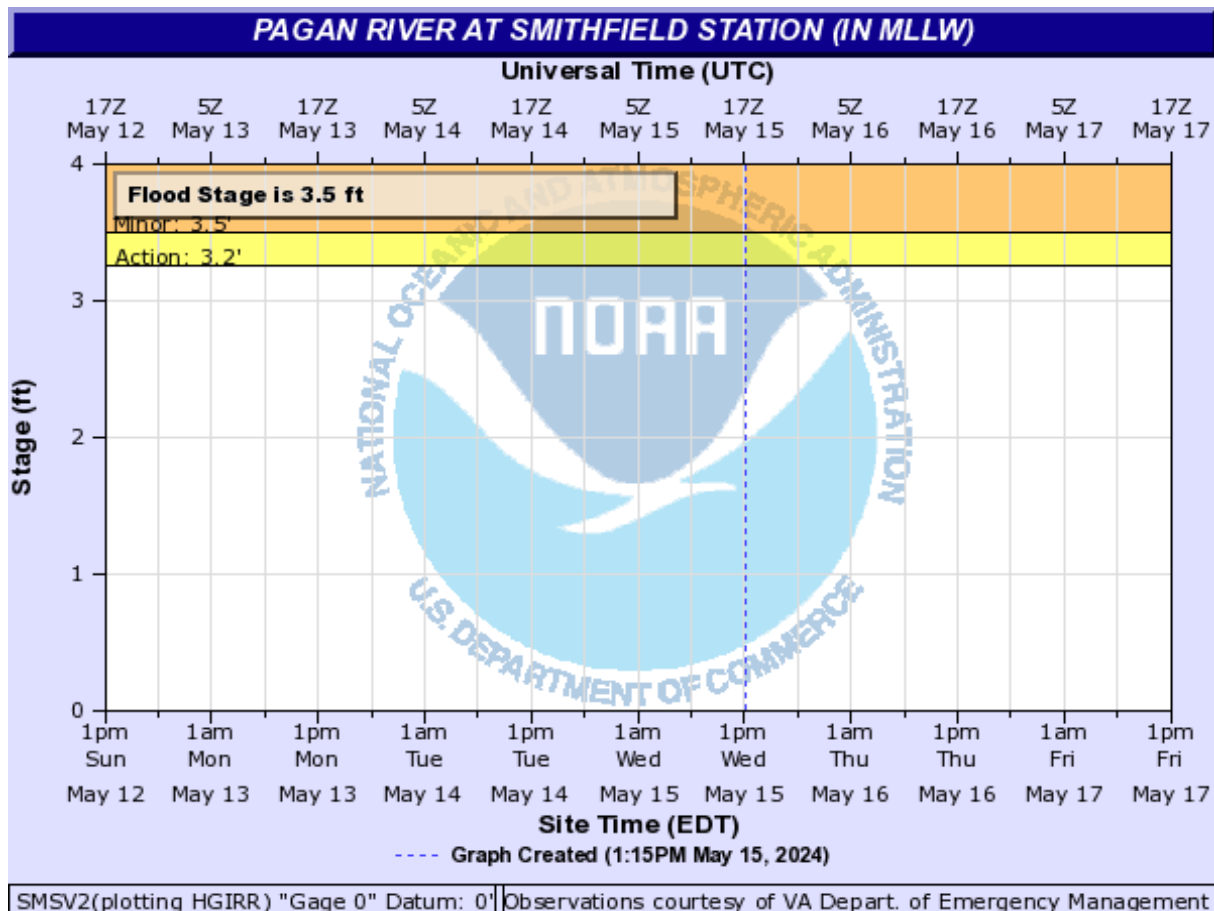 PAGAN RIVER AT SMITHFIELD STATION (IN MLLW)
Universal Time (UTC)
17Z 5Z 17Z 5Z 17Z 5Z 17Z 5Z 17Z 5Z 17Z
May 12 May 13 May 13 May 14 May 14 May 15 May 15 May 16 May 16 May 17 May 17
4
Flood Stage is 3.5 ft
Minor: 3.5'
Action: 3.2'
3
2
1
0
Stage (ft)
NATIONAL OCEANIC AND ATMOSPHERIC ADMINISTRATION
NOAA
U.S. DEPARTMENT OF COMMERCE
1pm 1am 1pm 1am 1pm 1am 1pm 1am 1pm 1am 1pm
Sun Mon Mon Tue Tue Wed Wed Thu Thu Fri Fri
May 12 May 13 May 13 May 14 May 14 May 15 May 15 May 16 May 16 May 17 May 17
Site Time (EDT)
---- Graph Created (1:15PM May 15, 2024)
SMSV2(plotting HGIRR) "Gage 0" Datum: 0' Observations courtesy of VA Depart. of Emergency Management